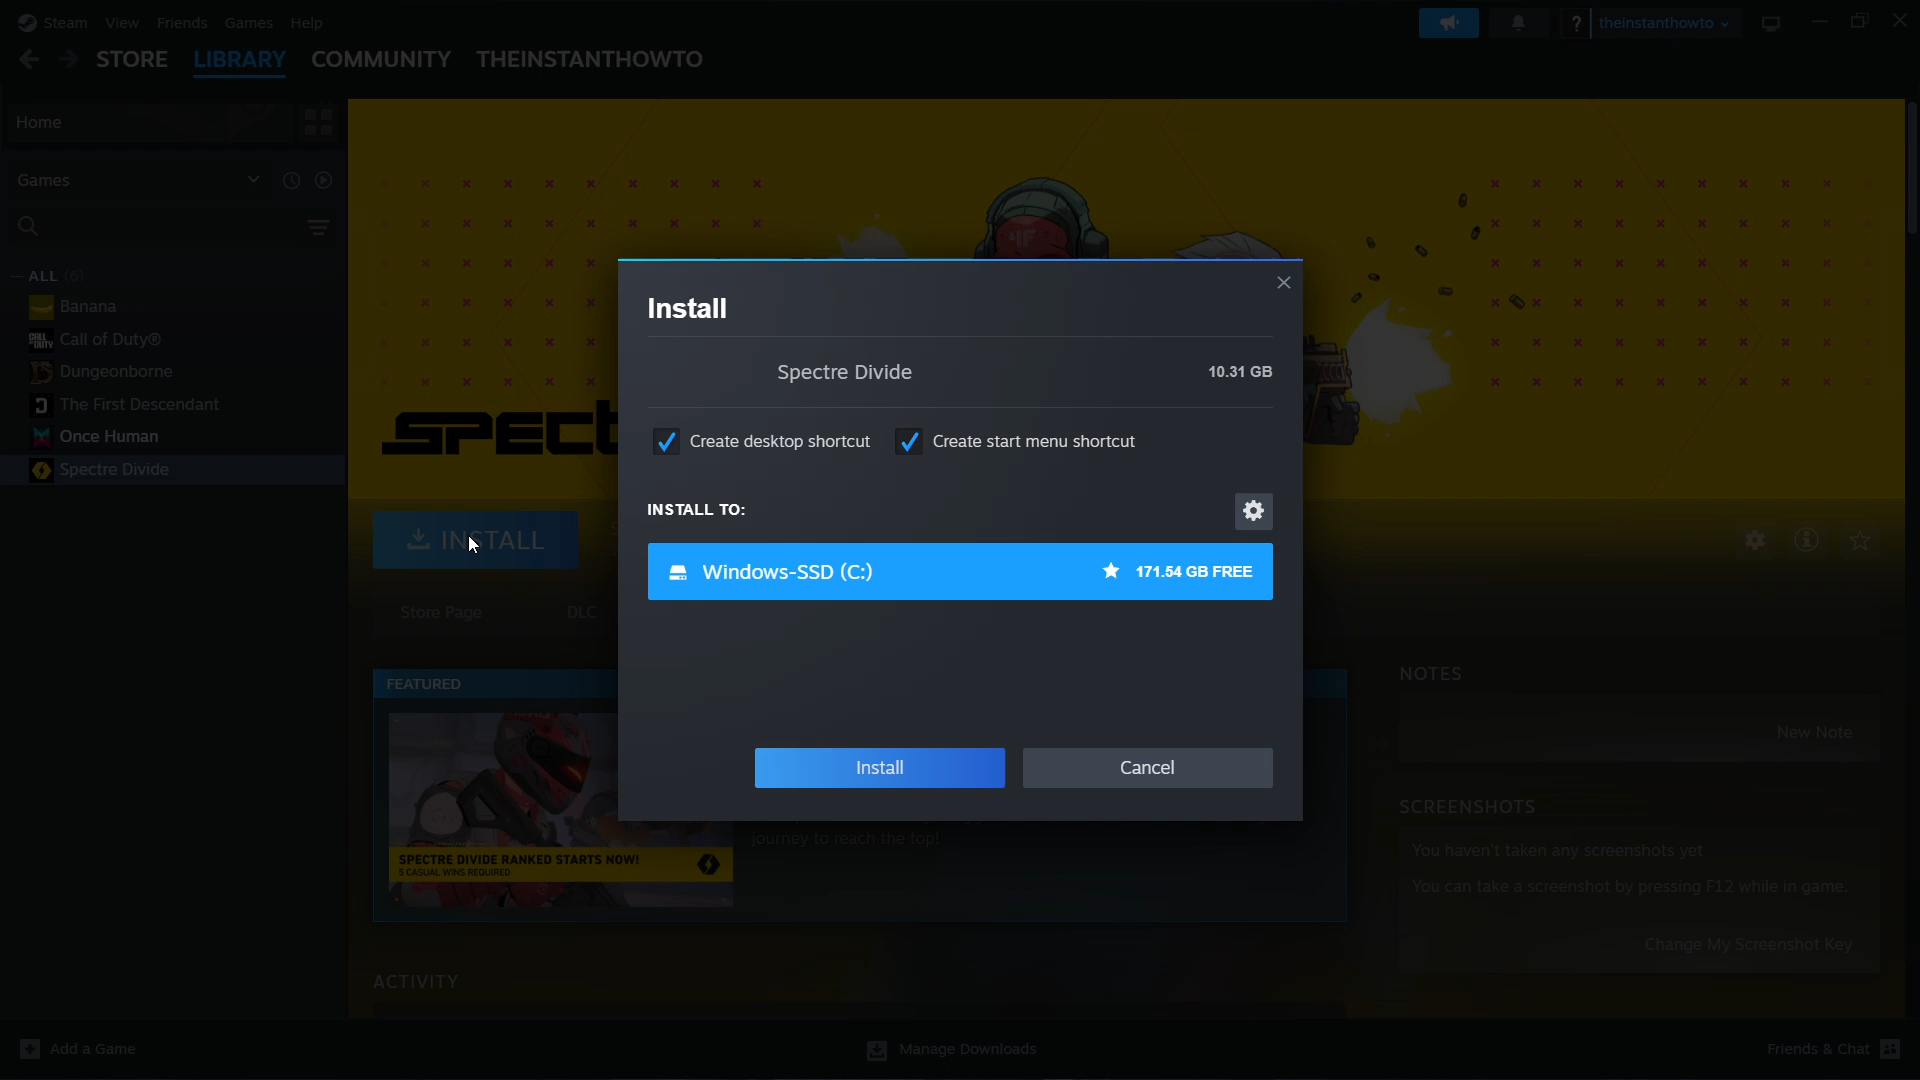 Steam View Friends Games Help
theinstanthowto
STORE LIBRARY COMMUNITY THEINSTANTHOWTO
Home
Games
ALL (6)
Banana
Call of Duty®
Dungeonborne
The First Descendant
Once Human
Spectre Divide
SPECT
INSTALL
Store Page DLC
FEATURED
SPECTRE DIVIDE RANKED STARTS NOW!
5 CASUAL WINS REQUIRED
journey to reach the top!
ACTIVITY
Install
Spectre Divide 10.31 GB
Create desktop shortcut Create start menu shortcut
INSTALL TO:
Windows-SSD (C:) 171.54 GB FREE
Install Cancel
NOTES
New Note
SCREENSHOTS
You haven't taken any screenshots yet
You can take a screenshot by pressing F12 while in game.
Change My Screenshot Key
Add a Game Manage Downloads Friends & Chat